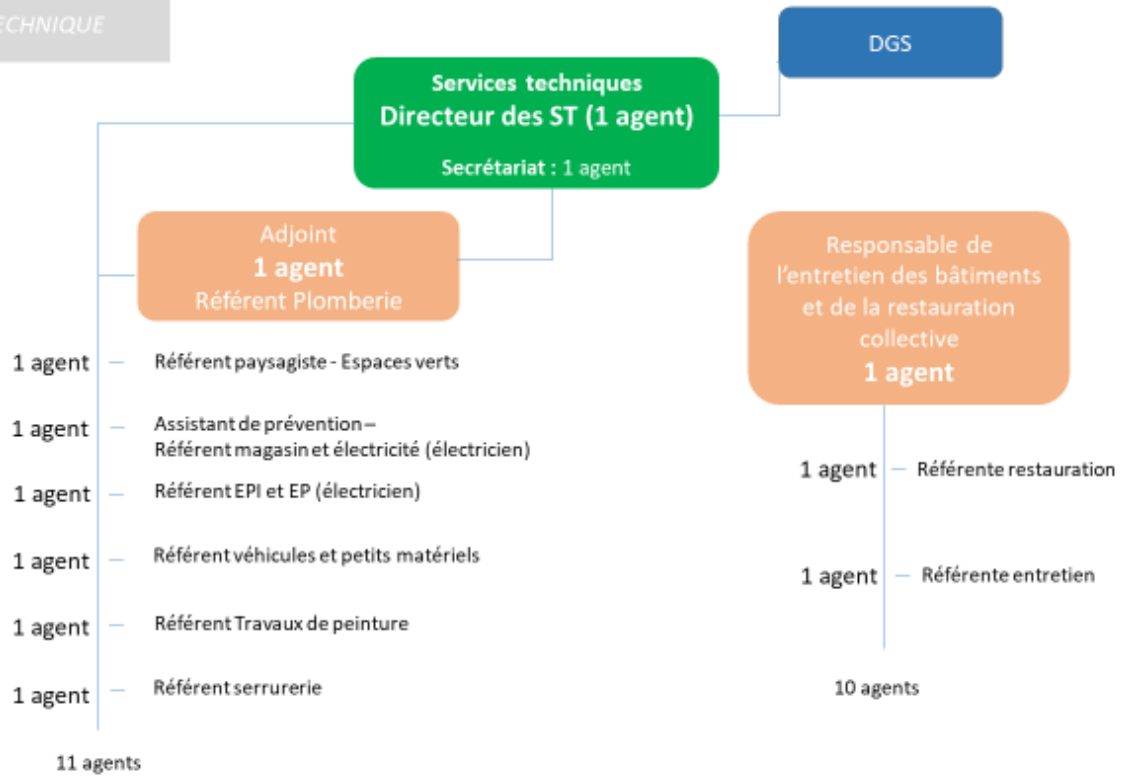 ECHNIQUE
DGS
Services techniques
Directeur des ST (1 agent)
Secrétariat : 1 agent
Adjoint
1 agent
Référent Plomberie
1 agent
Référent paysagiste - Espaces verts
1 agent
Assistant de prévention –
Référent magasin et électricité (électricien)
1 agent
Référent EPI et EP (électricien)
1 agent
Référent véhicules et petits matériels
1 agent
Référent Travaux de peinture
1 agent
Référent serrurerie
11 agents
Responsable de
l'entretien des bâtiments
et de la restauration
collective
1 agent
1 agent
Référente restauration
1 agent
Référente entretien
10 agents